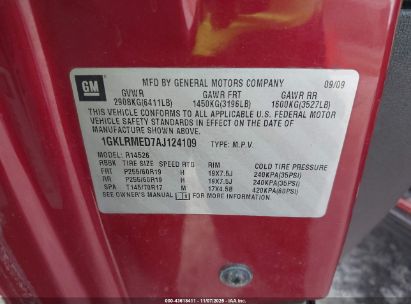 GM
MFD BY GENERAL MOTORS COMPANY 09/09
GVWR GAWR FRT GAWR RR
2908KG(6411LB) 1450KG(3196LB) 1600KG(3527LB)
THIS VEHICLE CONFORMS TO ALL APPLICABLE U.S. FEDERAL MOTOR
VEHICLE SAFETY STANDARDS IN EFFECT ON THE DATE OF
MANUFACTURE SHOWN ABOVE.
1GKLRMED7AJ124109 TYPE: M.P.V.
MODEL: R14526
TIRE SIZE SPEED RTG RIM COLD TIRE PRESSURE
FRT P255/60R19 H 19X7.5J 240KPA(35PSI)
RR P255/60R19 H 19X7.5J 240KPA(35PSI)
SPA T145/70R17 M 17X4.5B 420KPA(60PSI)
SEE OWNER'S MANUAL FOR ADDITIONAL INFORMATION.